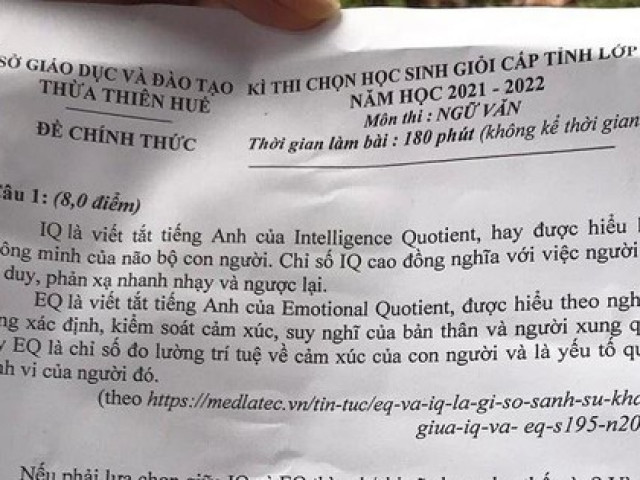 SỞ GIÁO DỤC VÀ ĐÀO TẠO
THỪA THIÊN HUẾ
ĐỀ CHÍNH THỨC
KÌ THI CHỌN HỌC SINH GIỎI CẤP TỈNH LỚP
NĂM HỌC 2021 - 2022
Môn thi : NGỮ VĂN
Thời gian làm bài : 180 phút (không kể thời gian
Câu 1: (8,0 điểm)
IQ là viết tắt tiếng Anh của Intelligence Quotient, hay được hiểu
minh của não bộ con người. Chỉ số IQ cao đồng nghĩa với việc người
duy, phản xạ nhanh nhạy và ngược lại.
EQ là viết tắt tiếng Anh của Emotional Quotient, được hiểu theo
xác định, kiểm soát cảm xúc, suy nghĩ của bản thân và người xung
EQ là chỉ số đo lường trí tuệ về cảm xúc của con người và là yếu tố
vi của người đó.
(theo https://medlatec.vn/tin-tuc/eq-va-iq-la-gi-so-sanh-su-kha
giua-iq-va- eq-s195-n20
Nếu phải lựa chọn giữa IQ và EQ